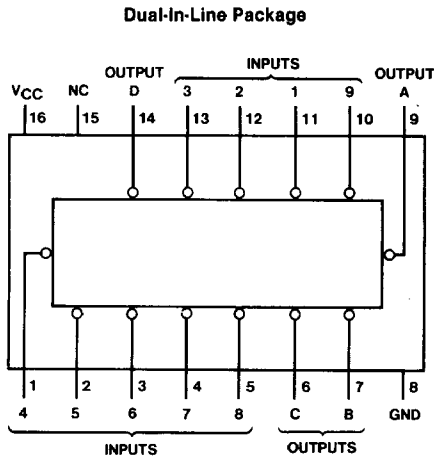 Dual-In-Line Package
INPUTS
OUTPUT OUTPUT
VCC NC D 3 2 1 9 A
16 15 14 13 12 11 10 9
1 2 3 4 5 6 7 8
4 5 6 7 8 C B GND
INPUTS OUTPUTS